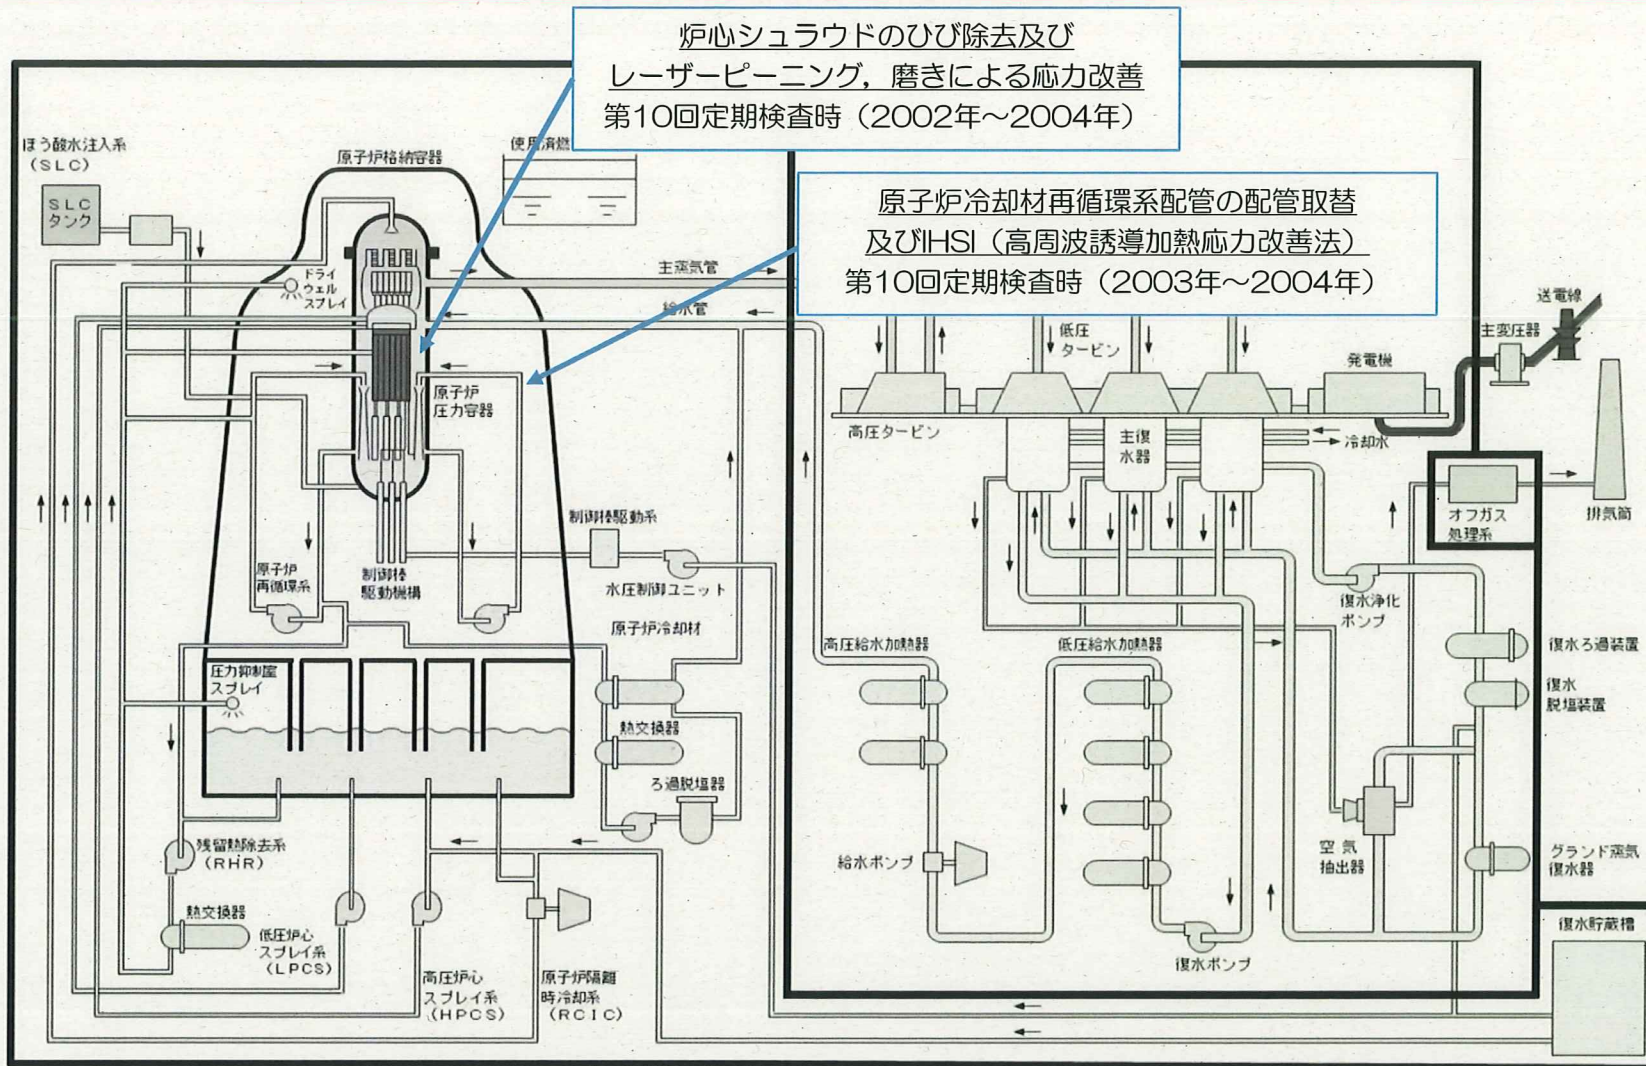 炉心シュラウドのひび除去及び
レーザーピーニング，磨きによる応力改善
第10回定期検査時（2002年～2004年）
原子炉冷却材再循環系配管の配管取替
及びIHSI（高周波誘導加熱応力改善法）
第10回定期検査時（2003年～2004年）
ほう酸水注入系
（SLC）
SLC
タンク
原子炉格納容器
使用済燃
ドライ
ウェル
スプレイ
主蒸気管
給水管
原子炉
圧力容器
低圧
タービン
高圧タービン
発電機
主変圧器
送電線
主復
水器
冷却水
オフガス
処理系
排気筒
原子炉
再循環系
制御棒
駆動機構
制御棒駆動系
水圧制御ユニット
原子炉冷却材
復水浄化
ポンプ
高圧給水加熱器
低圧給水加熱器
復水ろ過装置
復水
脱塩装置
圧力抑制室
スプレイ
熱交換器
ろ過脱塩器
残留熱除去系
（RHR）
熱交換器
低圧炉心
スプレイ系
（LPCS）
高圧炉心
スプレイ系
（HPCS）
原子炉隔離
時冷却系
（RCIC）
給水ポンプ
復水ポンプ
空気
抽出器
グランド蒸気
復水器
復水貯蔵槽